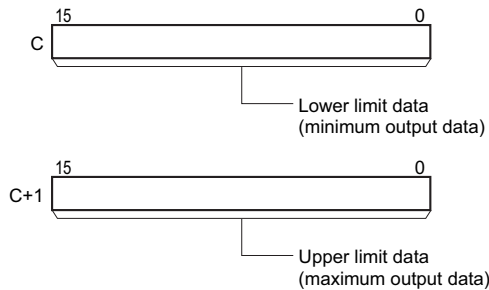 15 0
C
Lower limit data
(minimum output data)
15 0
C+1
Upper limit data
(maximum output data)